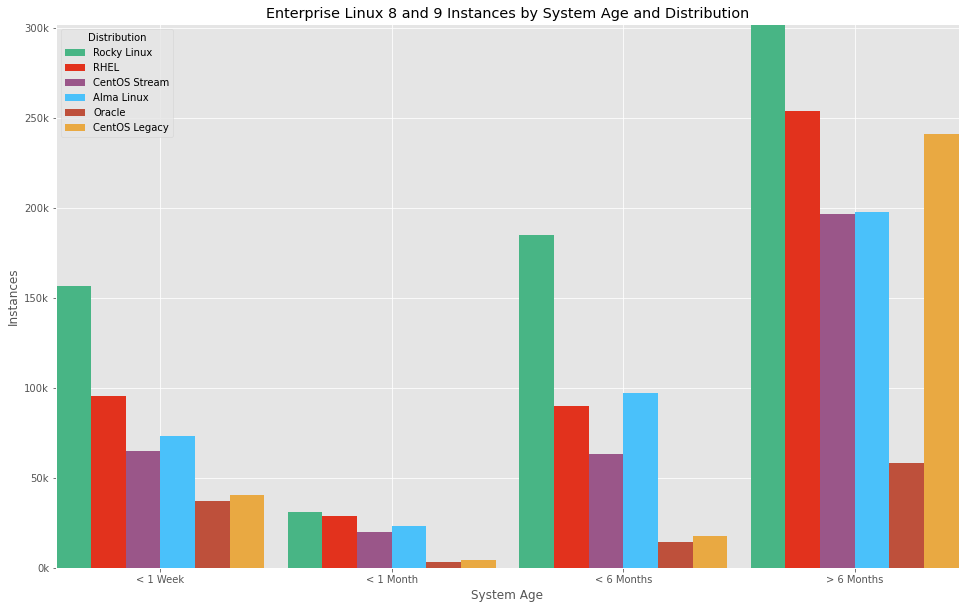 Enterprise Linux 8 and 9 Instances by System Age and Distribution
Distribution
Rocky Linux
RHEL
CentOS Stream
Alma Linux
Oracle
CentOS Legacy
300k
250k
200k
150k
100k
50k
0k
Instances
< 1 Week
< 1 Month
< 6 Months
> 6 Months
System Age